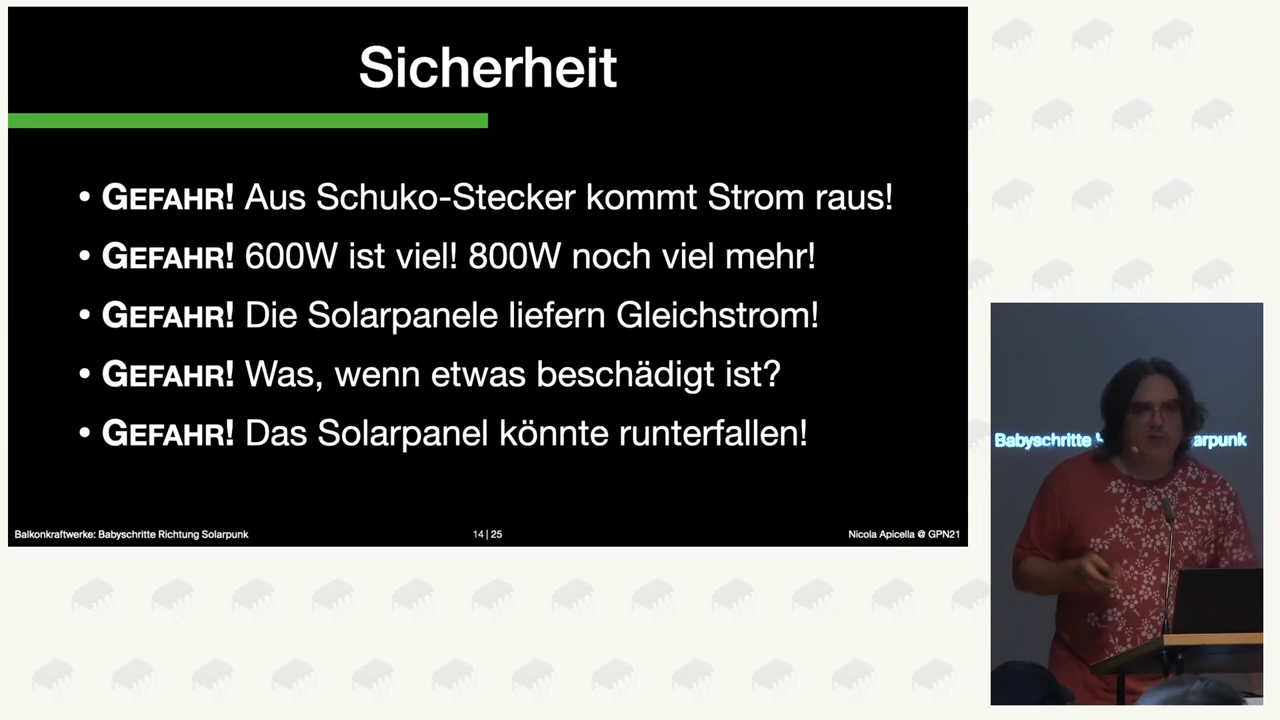 Sicherheit
• GEFAHR! Aus Schuko-Stecker kommt Strom raus!
• GEFAHR! 600W ist viel! 800W noch viel mehr!
• GEFAHR! Die Solarpanele liefern Gleichstrom!
• GEFAHR! Was, wenn etwas beschädigt ist?
• GEFAHR! Das Solarpanel könnte runterfallen!
Balkonkraftwerke: Babyschritte Richtung Solarpunk
14 | 25
Nicola Apicella @ GPN21
Babyschritte arpunk